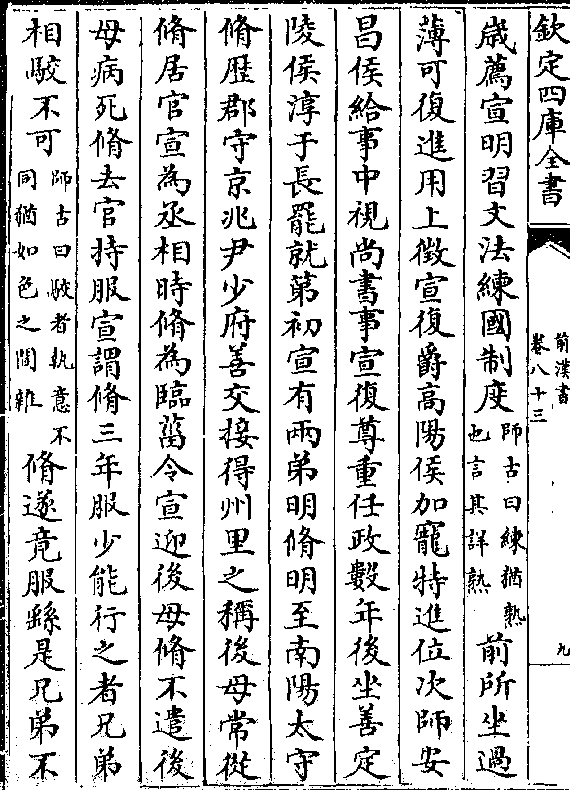 欽定四庫全書
前漢書
卷八十三
九
歲薦宣明習文法練國制度師古曰練猶熟也言其詳熟前所坐過
薄可復進用上徵宣復爵高陽侯加寵特進位次師安
昌侯給事中視尚書事宣復尊重任政數年後坐善定
陵侯淳于長罷就第初宣有兩弟明脩明至南陽太守
脩歴郡守京兆尹少府善交接得州里之稱後母常從
脩居官宣為丞相時脩為臨菑令宣迎後母脩不遣後
母病死脩去官持服宣謂脩三年服少能行之者兄弟
相駮不可師古曰駮者執意不同猶如色之間雜脩遂竟服繇是兄弟不